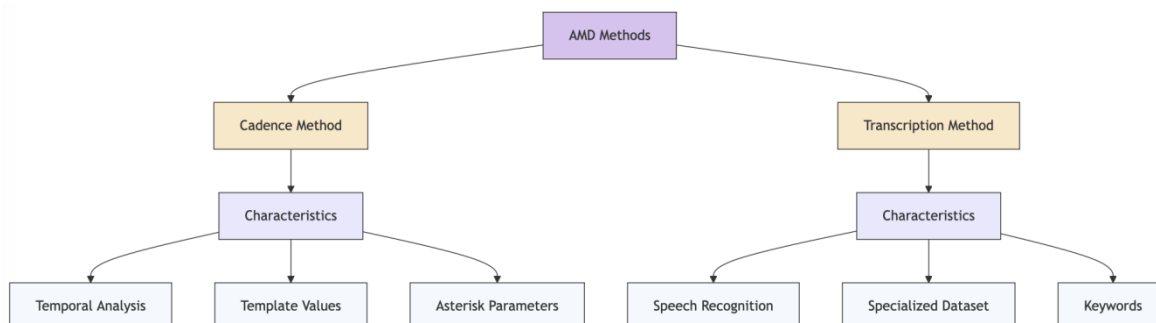 AMD Methods
Cadence Method
Transcription Method
Characteristics
Characteristics
Temporal Analysis
Template Values
Asterisk Parameters
Speech Recognition
Specialized Dataset
Keywords